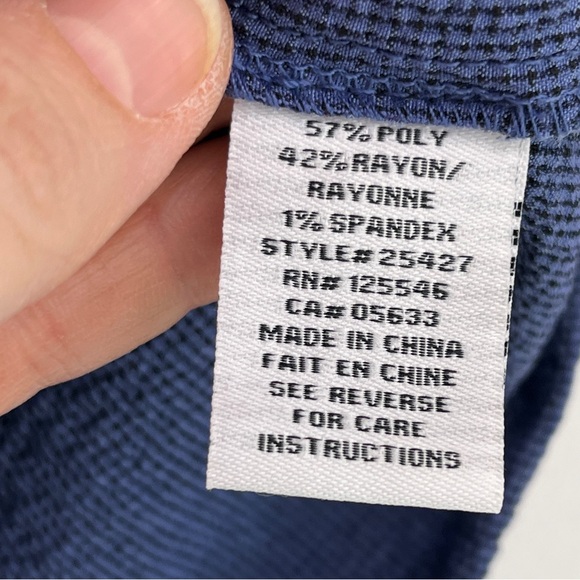 57% POLY
42% RAYON/
RAYONNE
1% SPANDEX
STYLE# 25427
RN# 125546
CA# 05633
MADE IN CHINA
FAIT EN CHINE
SEE REVERSE
FOR CARE
INSTRUCTIONS